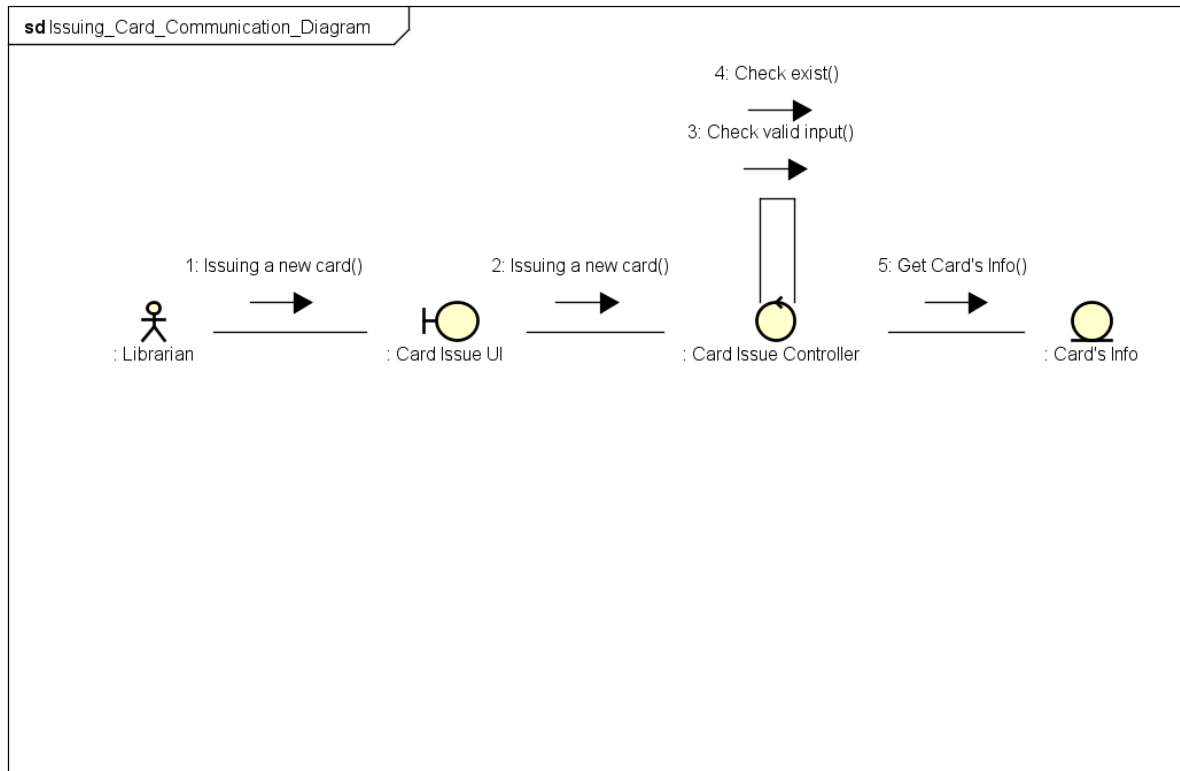 sd Issuing_Card_Communication_Diagram
4: Check exist()
3: Check valid input()
1: Issuing a new card()
2: Issuing a new card()
5: Get Card's Info()
: Librarian
: Card Issue UI
: Card Issue Controller
: Card's Info